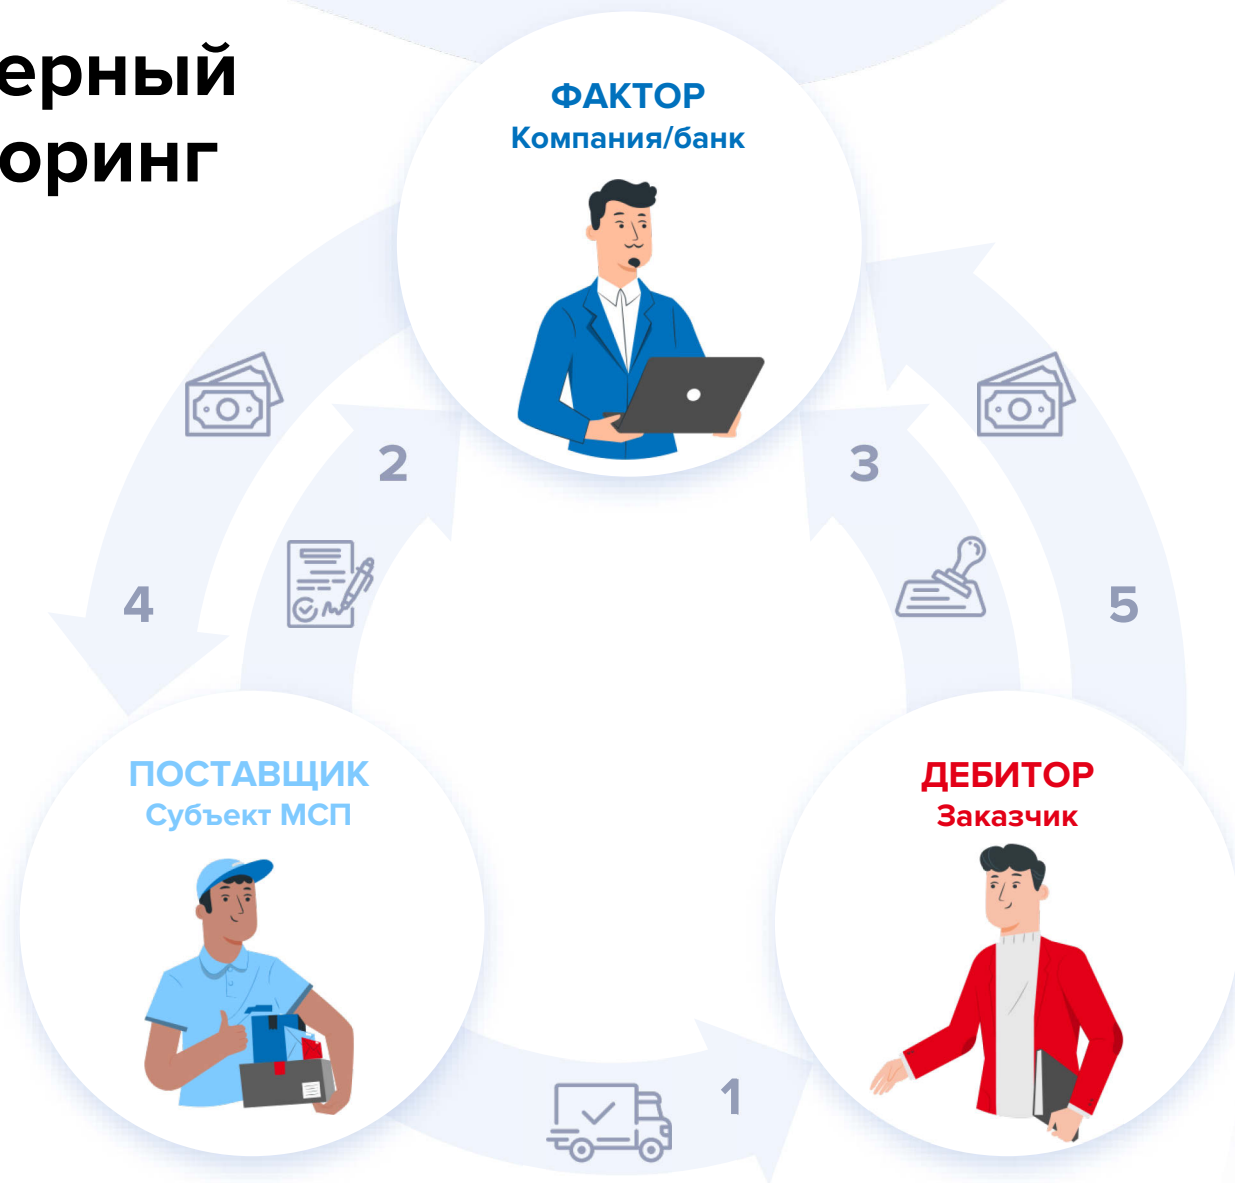 ерный
оринг
ФАКТОР
Компания/банк
2
3
4
5
ПОСТАВЩИК
Субъект МСП
ДЕБИТОР
Заказчик
1